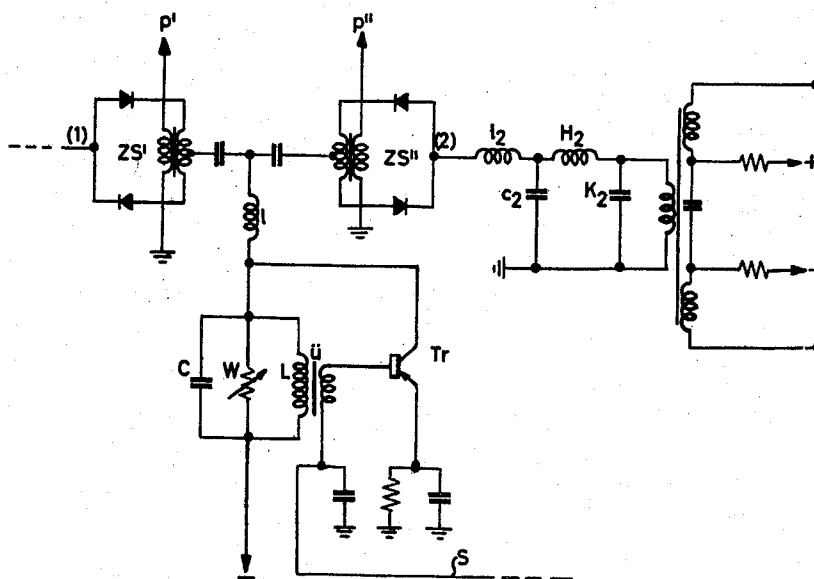 p' p"
(1) ZS' ZS" (2) l₂ H₂
c₂ K₂
+
l
-
C W L ü Tr
S
-